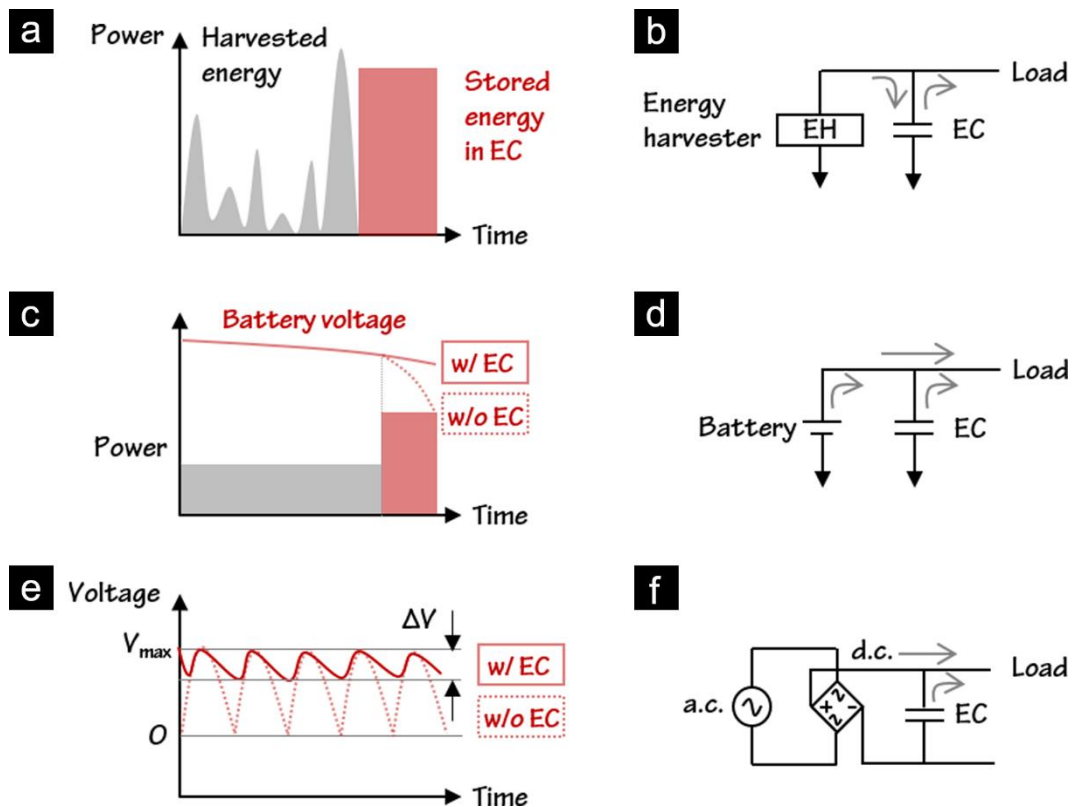 a
Power
Harvested
energy
Stored
energy
in EC
Time
b
Load
Energy
harvester
EH
EC
c
Battery voltage
w/ EC
w/o EC
Power
Time
d
Load
Battery
EC
e
Voltage
Vmax
ΔV
w/ EC
w/o EC
O
Time
f
d.c.
Load
a.c.
+
-
EC